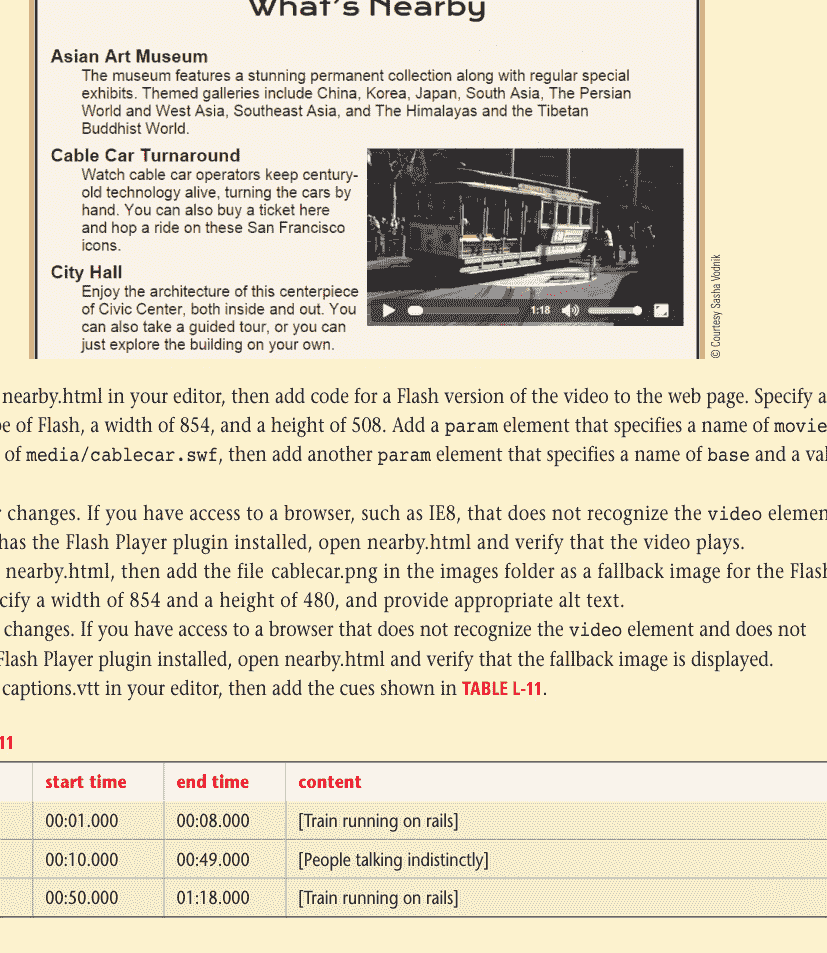 What's Nearby
Asian Art Museum
The museum features a stunning permanent collection along with regular special
exhibits. Themed galleries include China, Korea, Japan, South Asia, The Persian
World and West Asia, Southeast Asia, and The Himalayas and the Tibetan
Buddhist World.
Cable Car Turnaround
Watch cable car operators keep century-
old technology alive, turning the cars by
hand. You can also buy a ticket here
and hop a ride on these San Francisco
icons.
City Hall
Enjoy the architecture of this centerpiece
of Civic Center, both inside and out. You
can also take a guided tour, or you can
just explore the building on your own.
1:18
© Courtesy Sasha Vodnik
nearby.html in your editor, then add code for a Flash version of the video to the web page. Specify a
of Flash, a width of 854, and a height of 508. Add a param element that specifies a name of movie
of media/cablecar.swf, then add another param element that specifies a name of base and a
changes. If you have access to a browser, such as IE8, that does not recognize the video
has the Flash Player plugin installed, open nearby.html and verify that the video plays.
nearby.html, then add the file cablecar.png in the images folder as a fallback image for the Flash
a width of 854 and a height of 480, and provide appropriate alt text.
changes. If you have access to a browser that does not recognize the video element and does not
Flash Player plugin installed, open nearby.html and verify that the fallback image is displayed.
captions.vtt in your editor, then add the cues shown in TABLE L-11.
11
start time end time content
00:01.000 00:08.000 [Train running on rails]
00:10.000 00:49.000 [People talking indistinctly]
00:50.000 01:18.000 [Train running on rails]